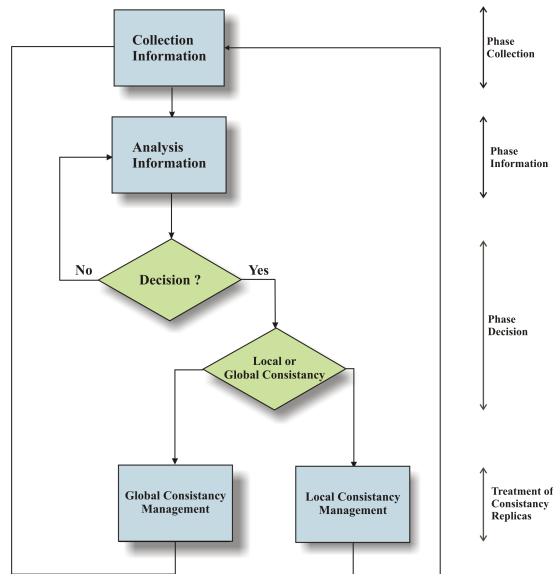 Collection
Information
Phase
Collection
Analysis
Information
Phase
Information
No
Yes
Decision ?
Phase
Decision
Local or
Global Consistancy
Global Consistancy
Management
Local Consistancy
Management
Treatment of
Consistancy
Replicas